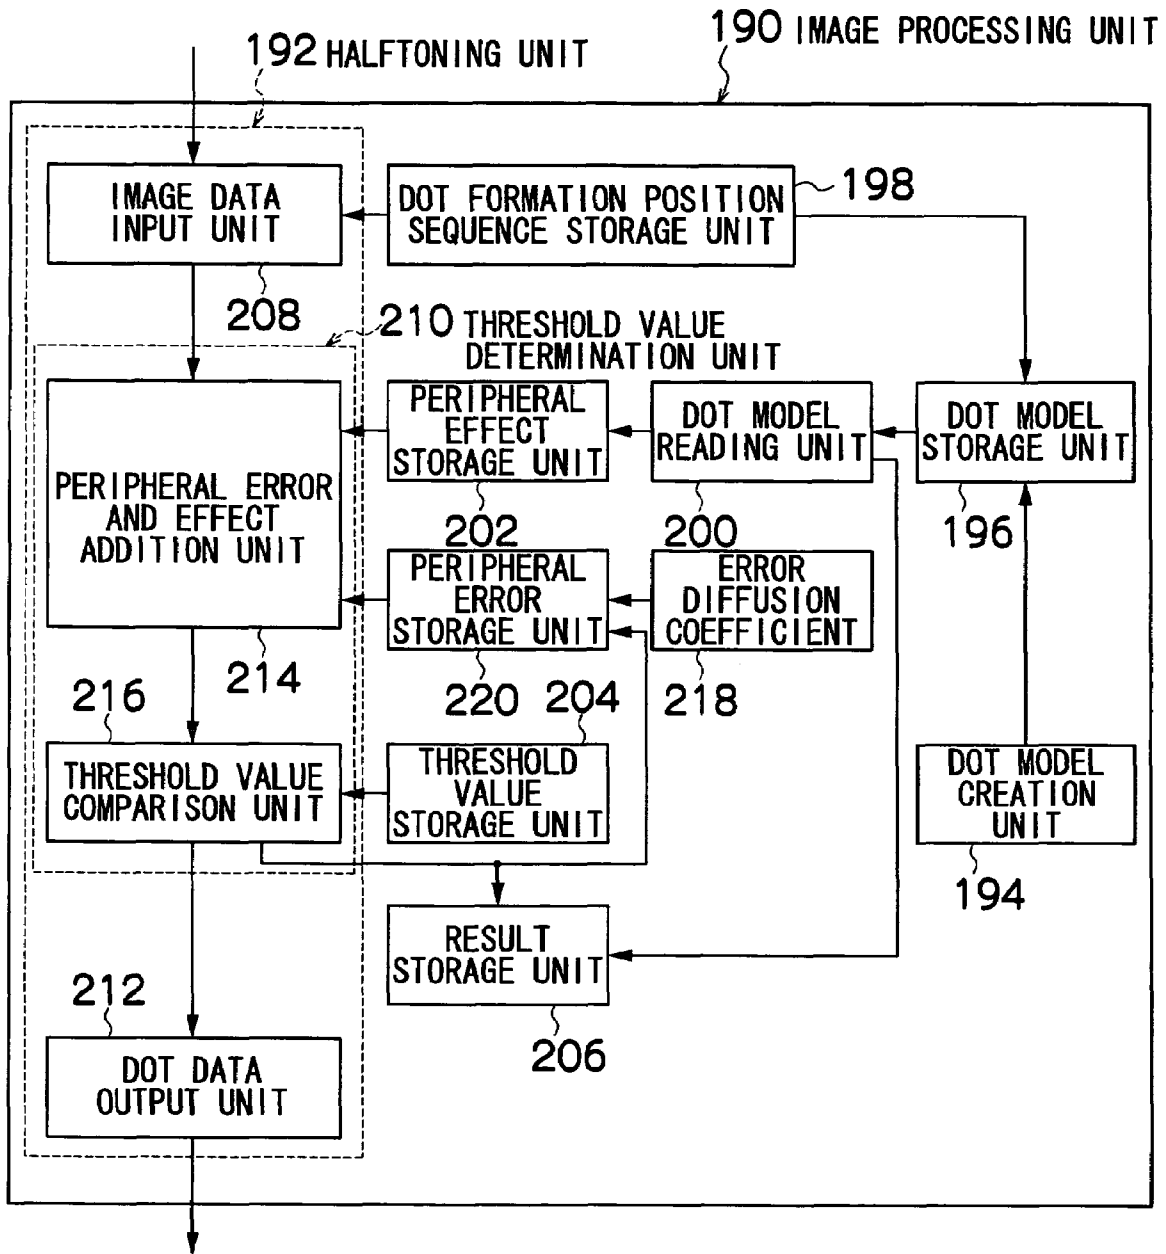 190 IMAGE PROCESSING UNIT
192 HALFTONING UNIT
IMAGE DATA
INPUT UNIT
208
DOT FORMATION POSITION
SEQUENCE STORAGE UNIT
198
210 THRESHOLD VALUE
DETERMINATION UNIT
PERIPHERAL ERROR
AND EFFECT
ADDITION UNIT
214
PERIPHERAL
EFFECT
STORAGE UNIT
202
DOT MODEL
READING UNIT
200
DOT MODEL
STORAGE UNIT
196
PERIPHERAL
ERROR
STORAGE UNIT
220
ERROR
DIFFUSION
COEFFICIENT
218
216
THRESHOLD VALUE
COMPARISON UNIT
204
THRESHOLD
VALUE
STORAGE UNIT
DOT MODEL
CREATION
UNIT
194
RESULT
STORAGE UNIT
206
212
DOT DATA
OUTPUT UNIT